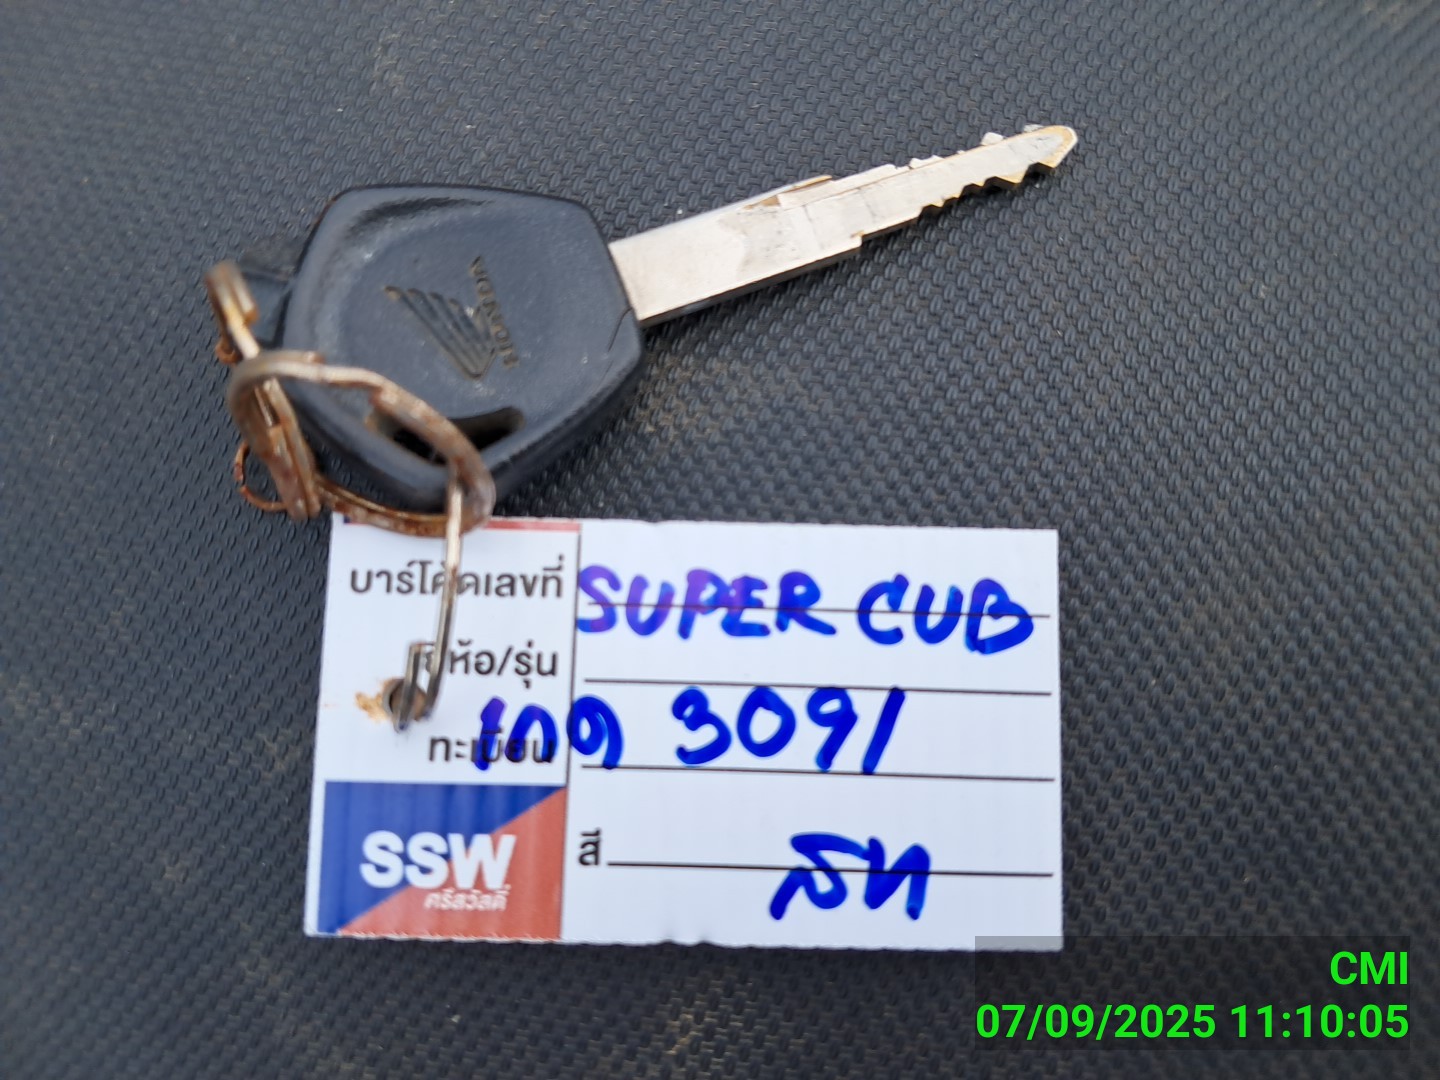 HONDA
บาร์โค้ดเลขที่ SUPER CUB
ยี่ห้อ/รุ่น
ทะเบียน 1กด 3091
สี
SSW
ศรีสวัสดิ์
CMI
07/09/2025 11:10:05